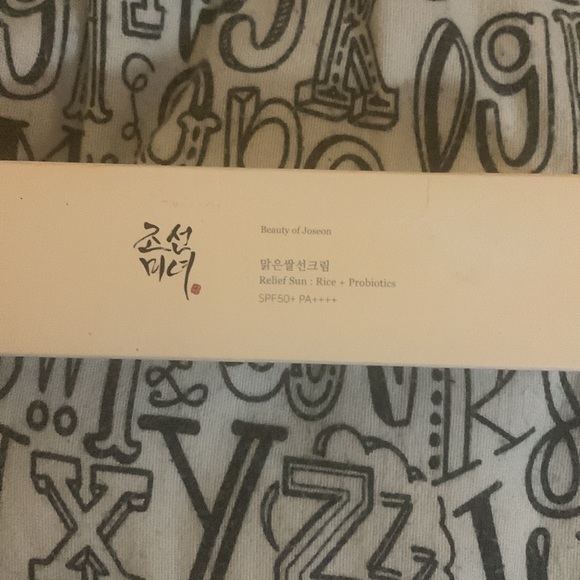 조선
미녀
Beauty of Joseon
맑은쌀선크림
Relief Sun : Rice + Probiotics
SPF50+ PA++++